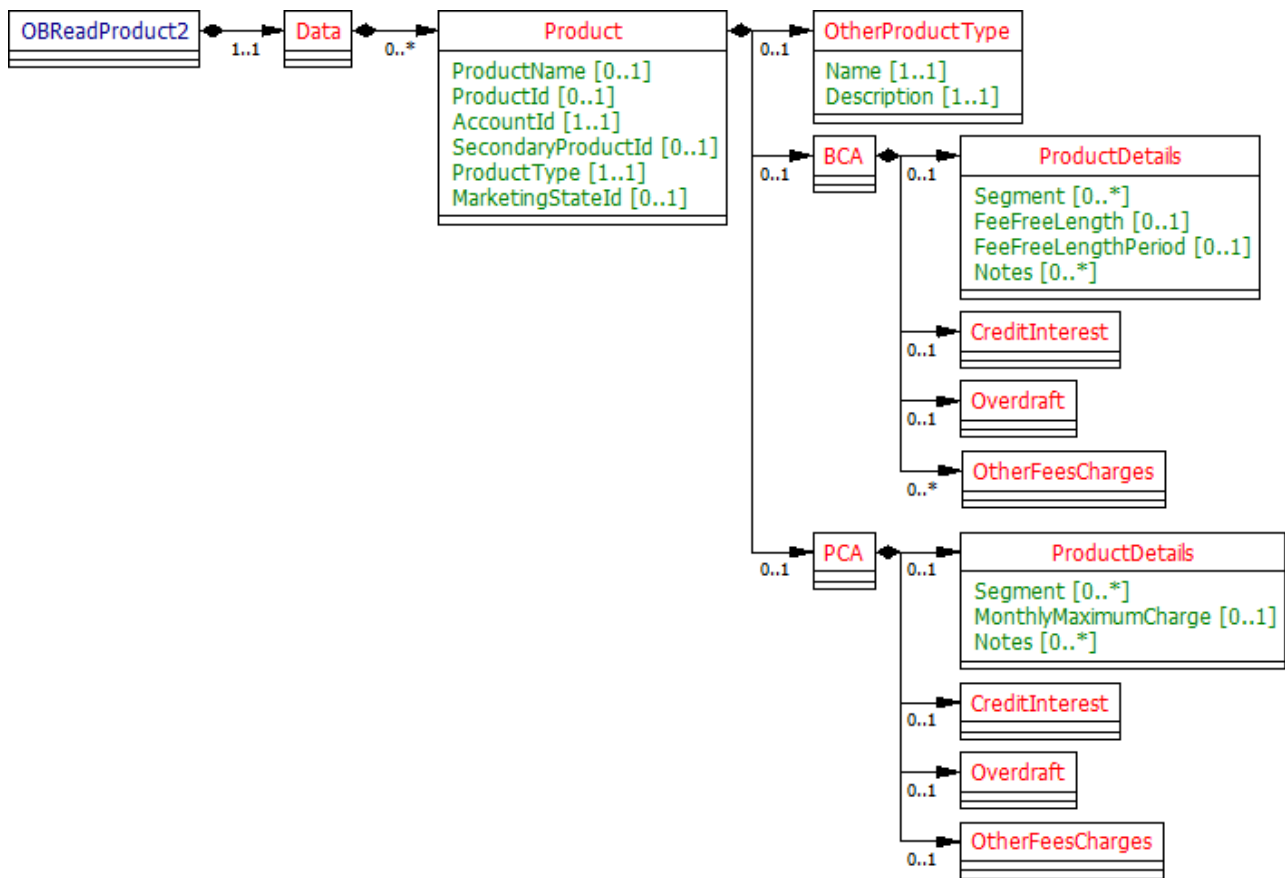 OBReadProduct2
1..1
Data
0..*
Product
ProductName [0..1]
ProductId [0..1]
AccountId [1..1]
SecondaryProductId [0..1]
ProductType [1..1]
MarketingStateId [0..1]
0..1
OtherProductType
Name [1..1]
Description [1..1]
0..1
BCA
0..1
ProductDetails
Segment [0..*]
FeeFreeLength [0..1]
FeeFreeLengthPeriod [0..1]
Notes [0..*]
0..1
CreditInterest
0..1
Overdraft
0..*
OtherFeesCharges
0..1
PCA
0..1
ProductDetails
Segment [0..*]
MonthlyMaximumCharge [0..1]
Notes [0..*]
0..1
CreditInterest
0..1
Overdraft
0..1
OtherFeesCharges